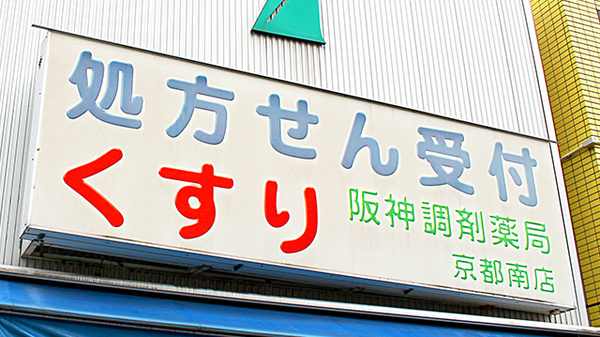 処方せん受付
くすり
阪神調剤薬局
京都南店